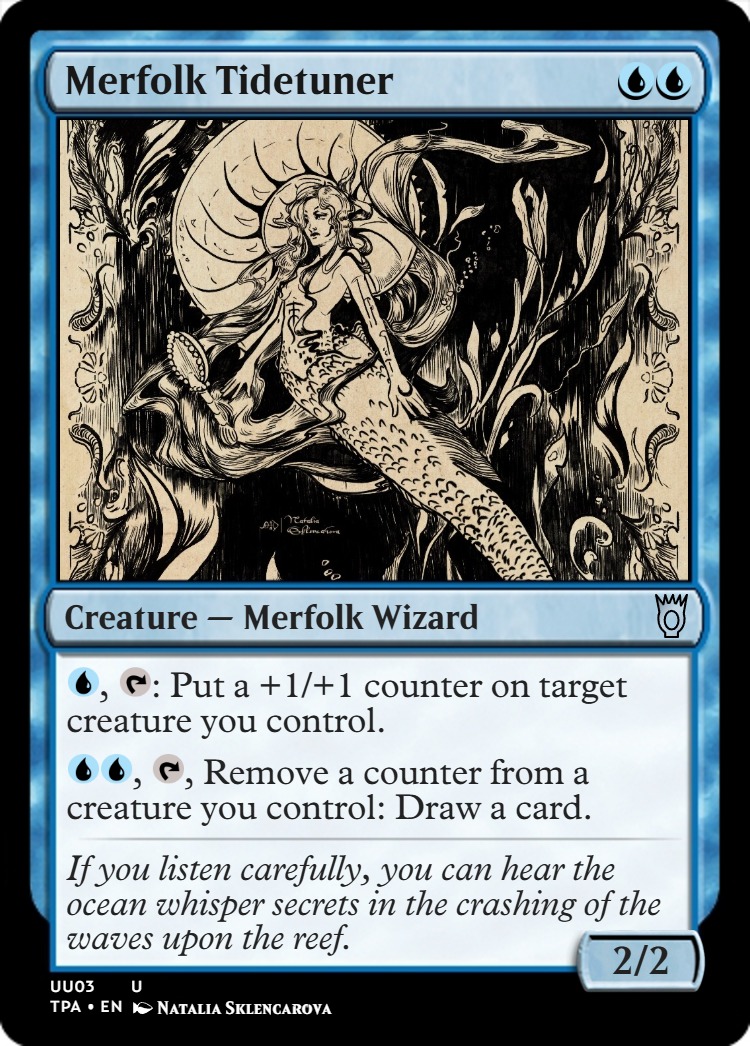 Merfolk Tidetuner
Natalia
Sklencarova
Creature — Merfolk Wizard
, : Put a +1/+1 counter on target
creature you control.
, , Remove a counter from a
creature you control: Draw a card.
If you listen carefully, you can hear the
ocean whisper secrets in the crashing of the
waves upon the reef.
2/2
UU03 U
TPA • EN NATALIA SKLENCAROVA